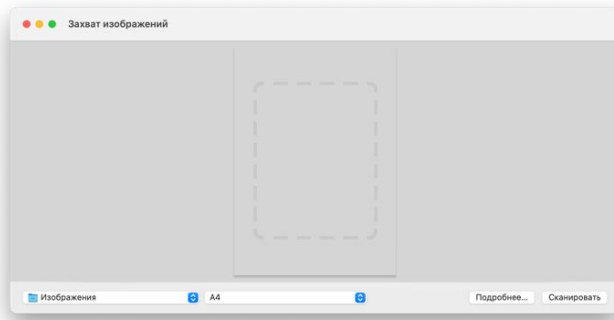 Захват изображений
Изображения A4 Подробнее... Сканировать